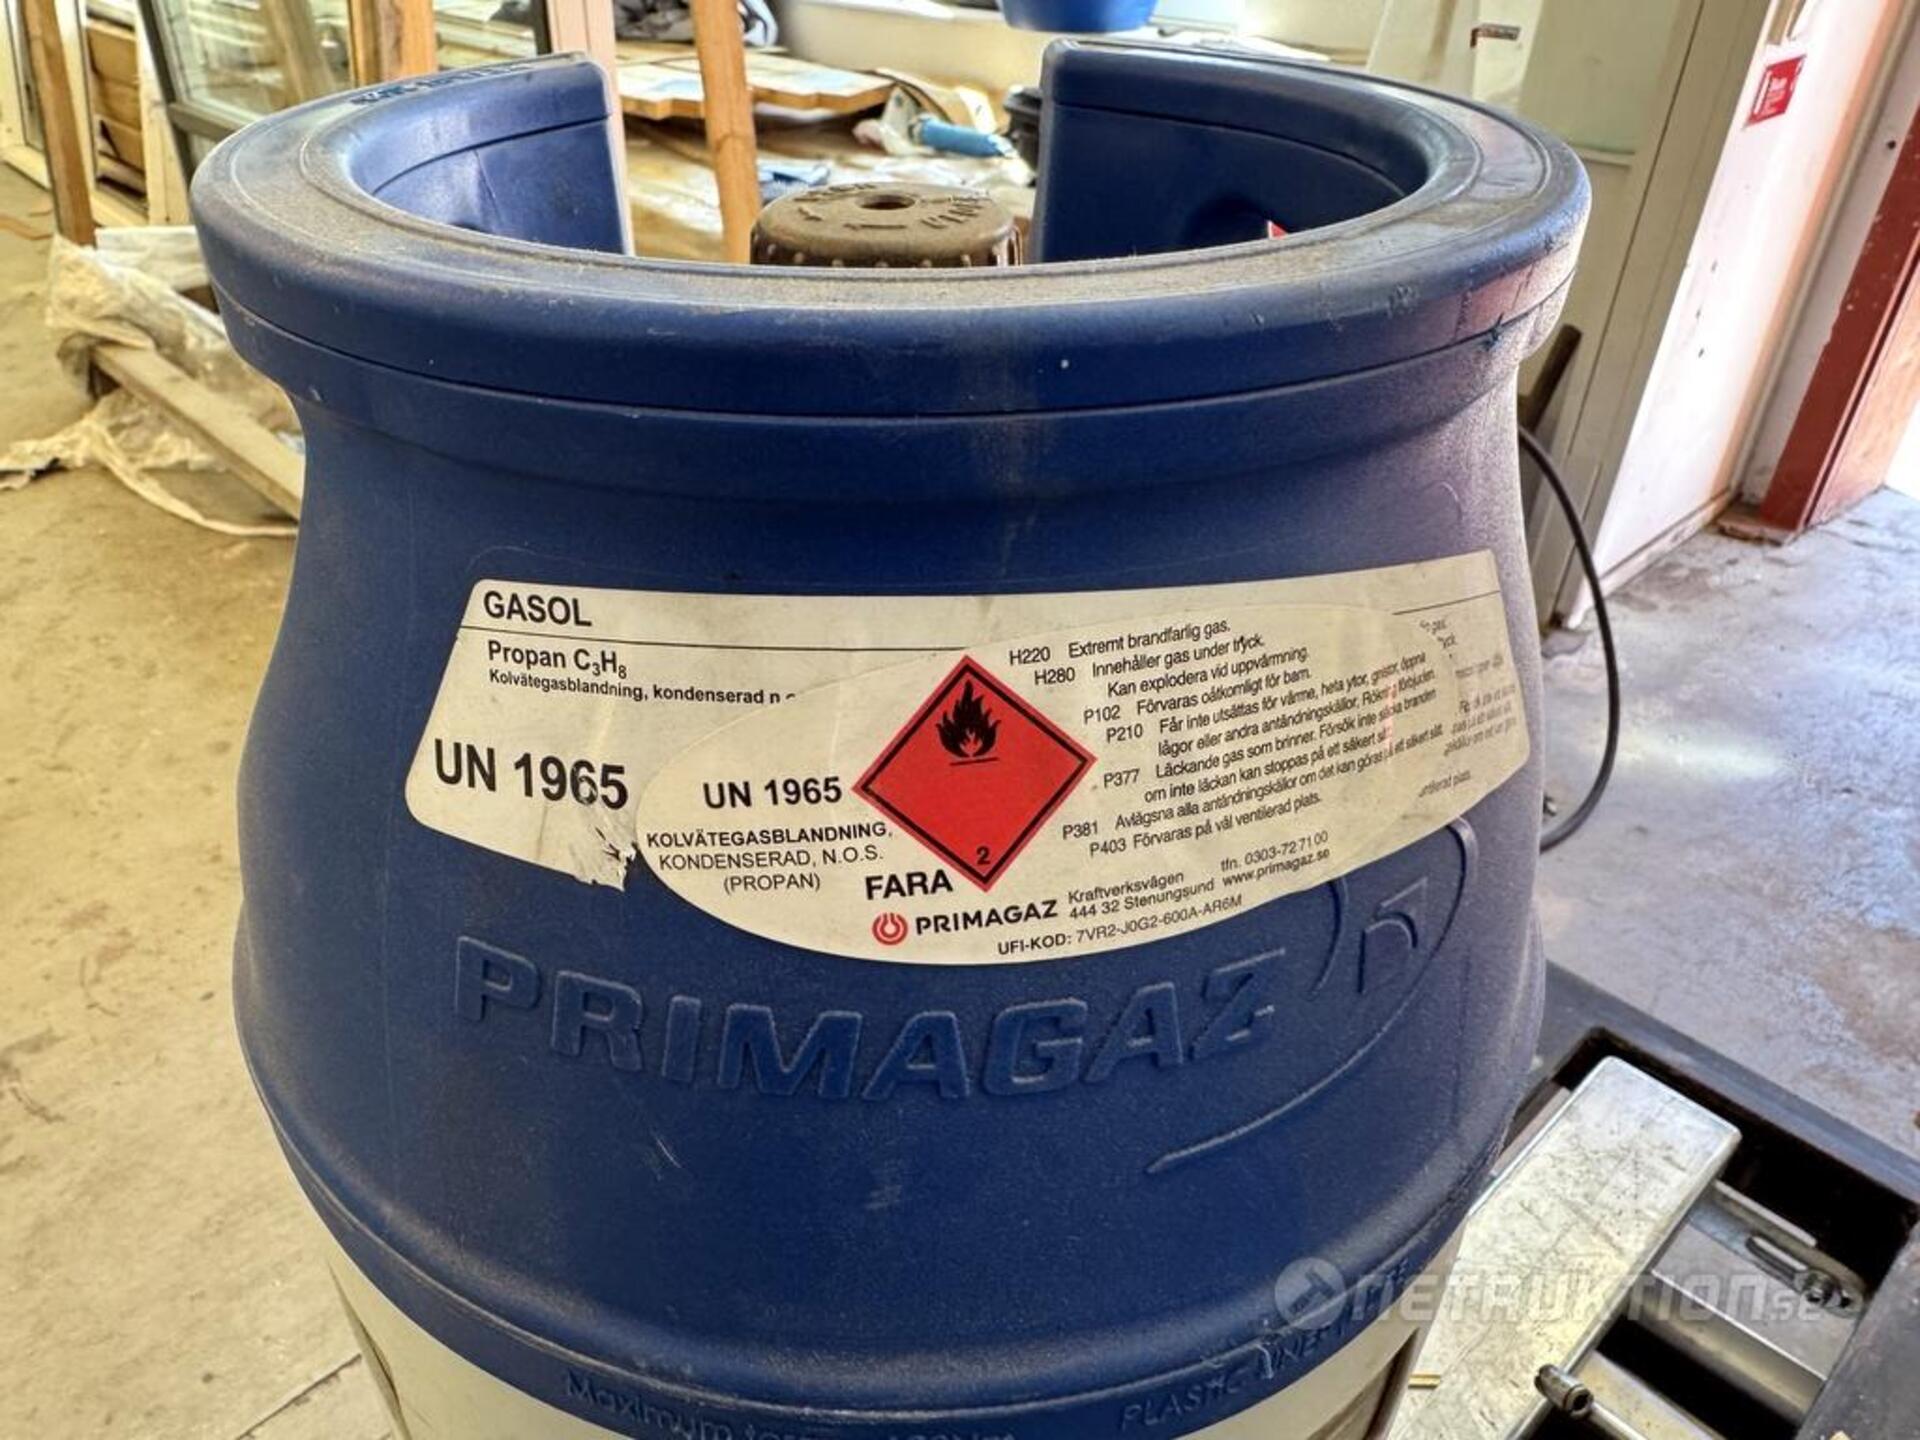 GASOL
Propan C₃H₈
Kolvätegasblandning, kondenserad
UN 1965
UN 1965
KOLVÄTEGASBLANDNING,
KONDENSERAD, N.O.S.
(PROPAN)
2
FARA
H220 Extremt brandfarlig gas.
H280 Innehåller gas under tryck.
Kan explodera vid uppvärmning.
P102 Förvaras oåtkomligt för barn.
P210 Får inte utsättas för värme, heta ytor, gnistor, öppna
lågor eller andra antändningskällor. Rökning förbjuden.
P377 Läckande gas som brinner. Försök inte släcka branden
om inte läckan kan stoppas på ett säkert sätt.
P381 Avlägsna alla antändningskällor om det kan göras på ett säkert sätt.
P403 Förvaras på väl ventilerad plats.
PRIMAGAZ
Kraftverksvägen
444 32 Stenungsund
tfn. 0303-72 71 00
www.primagaz.se
UFI-KOD: 7VR2-J0G2-600A-AR6M
PRIMAGAZ
Maximum
PLASTIC
NETAUKTION.SE